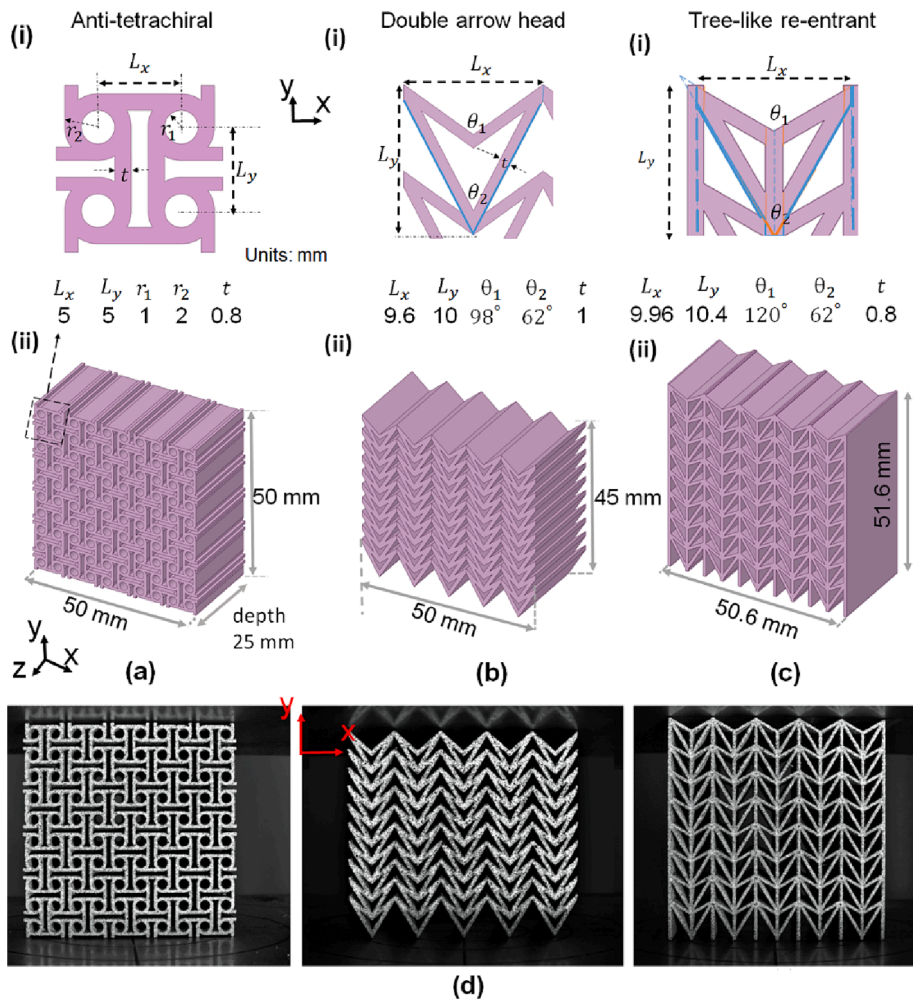 Anti-tetrachiral
Double arrow head
Tree-like re-entrant
(i)
(i)
(i)
Lx
r2
r1
t
Ly
y
x
Units: mm
Lx
θ1
Ly
t
θ2
Lx
θ1
Ly
θ2
Lx Ly r1 r2 t
5 5 1 2 0.8
Lx Ly θ1 θ2 t
9.6 10 98° 62° 1
Lx Ly θ1 θ2 t
9.96 10.4 120° 62° 0.8
(ii)
(ii)
(ii)
50 mm
50 mm
depth
25 mm
45 mm
50 mm
51.6 mm
50.6 mm
y
z
x
(a)
(b)
(c)
y
x
(d)